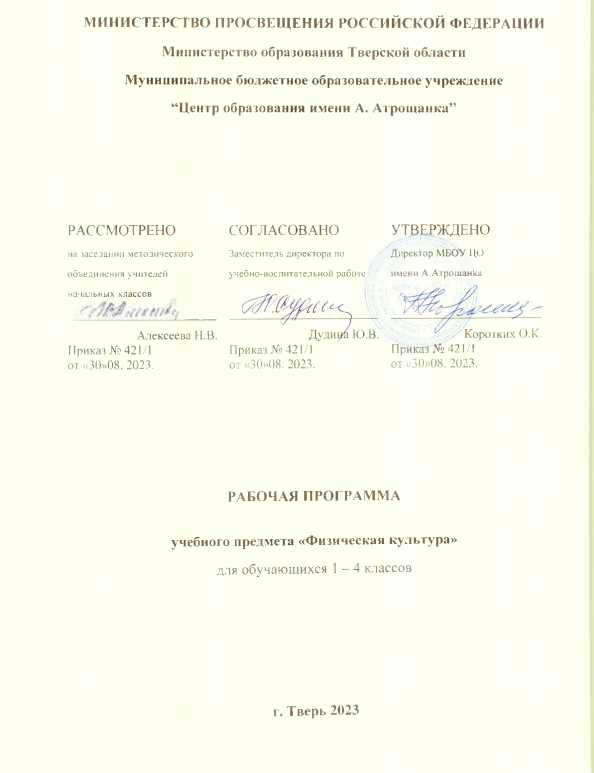 МИНИСТЕРСТВО ПРОСВЕЩЕНИЯ РОССИЙСКОЙ ФЕДЕРАЦИИ
Министерство образования Тверской области
Муниципальное бюджетное образовательное учреждение
“Центр образования имени А. Атрощанка”
РАССМОТРЕНО
на заседании методического
объединения учителей
начальных классов
Алексеева Н.В.
Приказ № 421/1
от «30»08. 2023.
СОГЛАСОВАНО
Заместитель директора по
учебно-воспитательной работе
Дудина Ю.В.
Приказ № 421/1
от «30»08. 2023.
УТВЕРЖДЕНО
Директор МБОУ ЦО
имени А.Атрощанка
Коротких О.К.
Приказ № 421/1
от «30»08. 2023.
РАБОЧАЯ ПРОГРАММА
учебного предмета «Физическая культура»
для обучающихся 1 – 4 классов
г. Тверь 2023